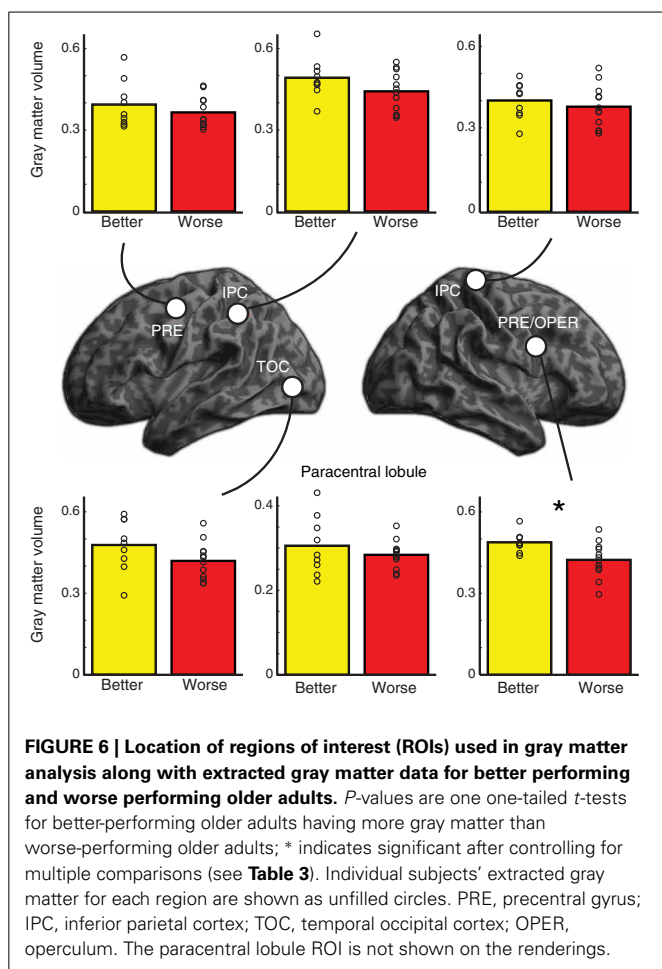 Gray matter volume
0.6
0.3
0
Better Worse
0.6
0.3
0
Better Worse
0.6
0.3
0
Better Worse
IPC
PRE
TOC
IPC
PRE/OPER
Paracentral lobule
Gray matter volume
0.6
0.3
0
Better Worse
0.4
0.2
0
Better Worse
*
0.6
0.3
0
Better Worse
FIGURE 6 | Location of regions of interest (ROIs) used in gray matter
analysis along with extracted gray matter data for better performing
and worse performing older adults. P-values are one one-tailed t-tests
for better-performing older adults having more gray matter than
worse-performing older adults; * indicates significant after controlling for
multiple comparisons (see Table 3). Individual subjects' extracted gray
matter for each region are shown as unfilled circles. PRE, precentral gyrus;
IPC, inferior parietal cortex; TOC, temporal occipital cortex; OPER,
operculum. The paracentral lobule ROI is not shown on the renderings.